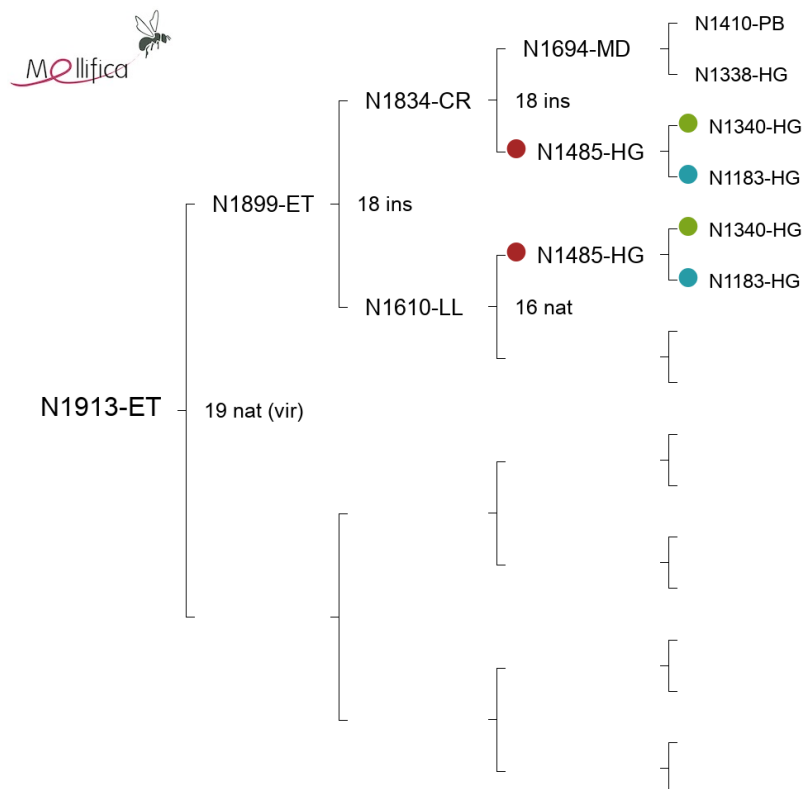 Mellifica
N1410-PB
N1694-MD
N1338-HG
N1834-CR
18 ins
N1340-HG
N1485-HG
N1183-HG
N1899-ET
18 ins
N1340-HG
N1485-HG
N1183-HG
N1610-LL
16 nat
N1913-ET
19 nat (vir)